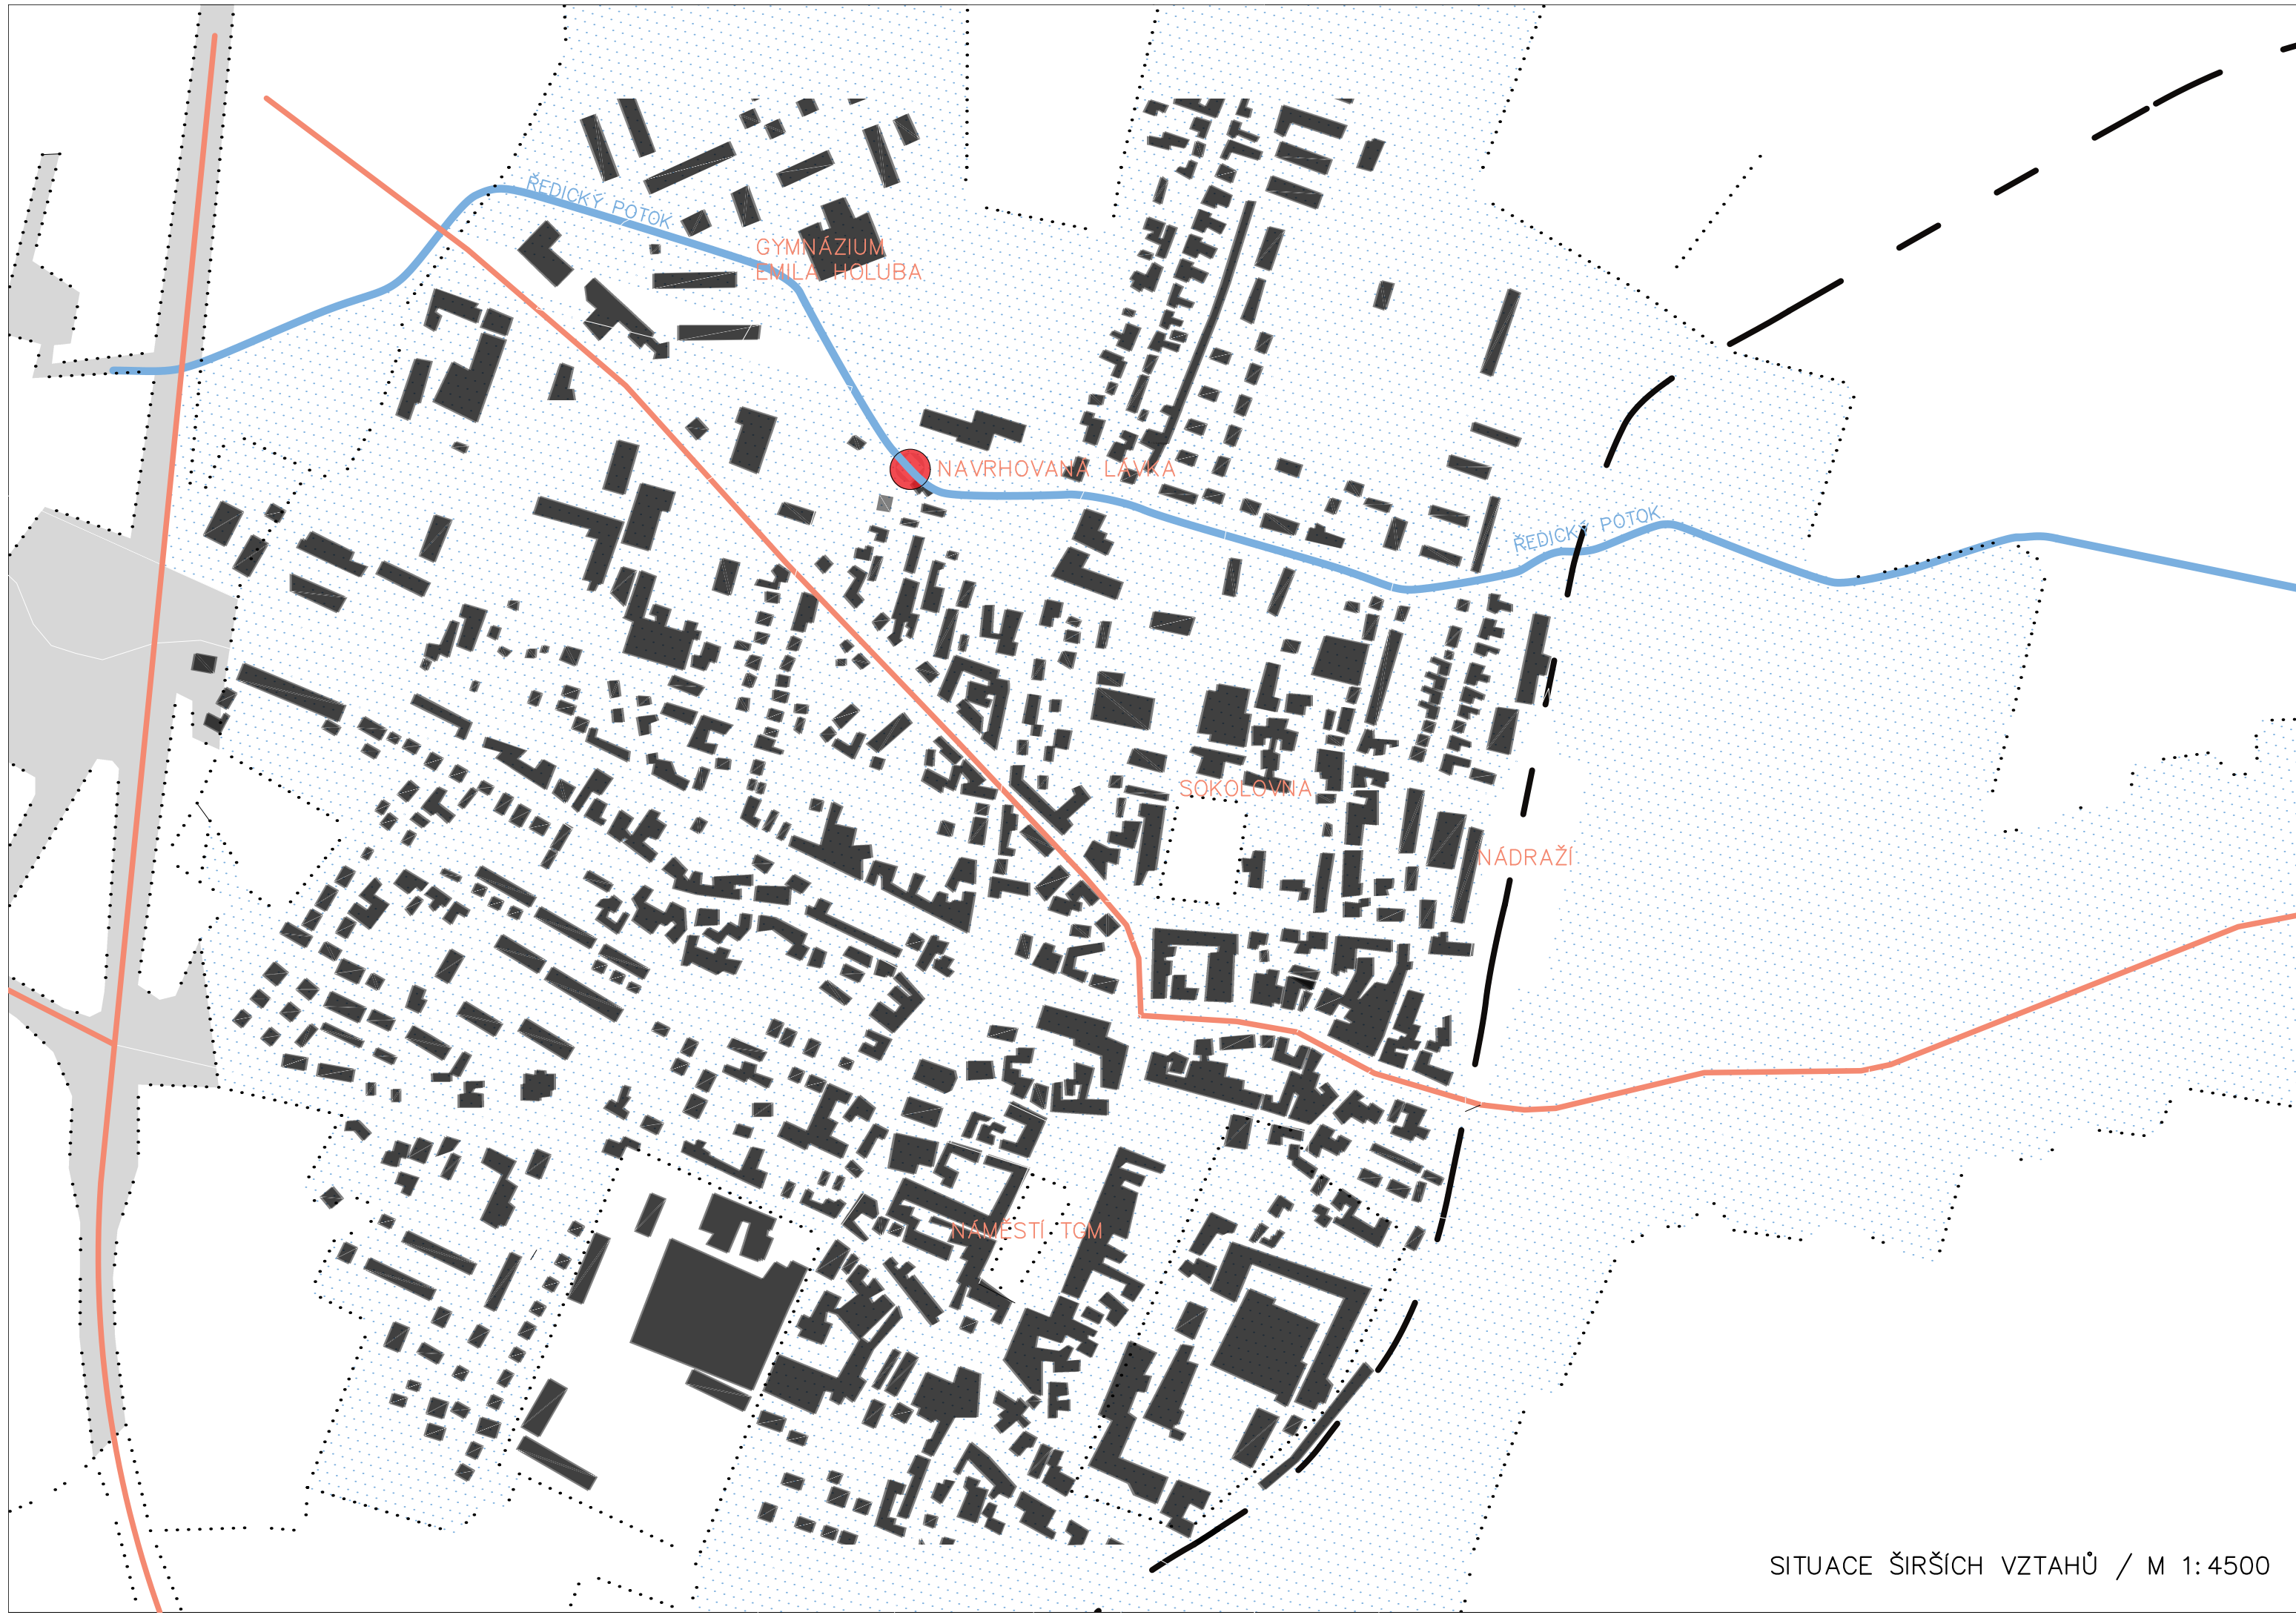 ŘEDICKÝ POTOK
GYMNÁZIUM
EMILA HOLUBA
NAVRHOVANÁ LÁVKA
ŘEDICKÝ POTOK
SOKOLOVNA
NÁDRAŽÍ
NÁMĚSTÍ TGM
SITUACE ŠIRŠÍCH VZTAHŮ / M 1:4500